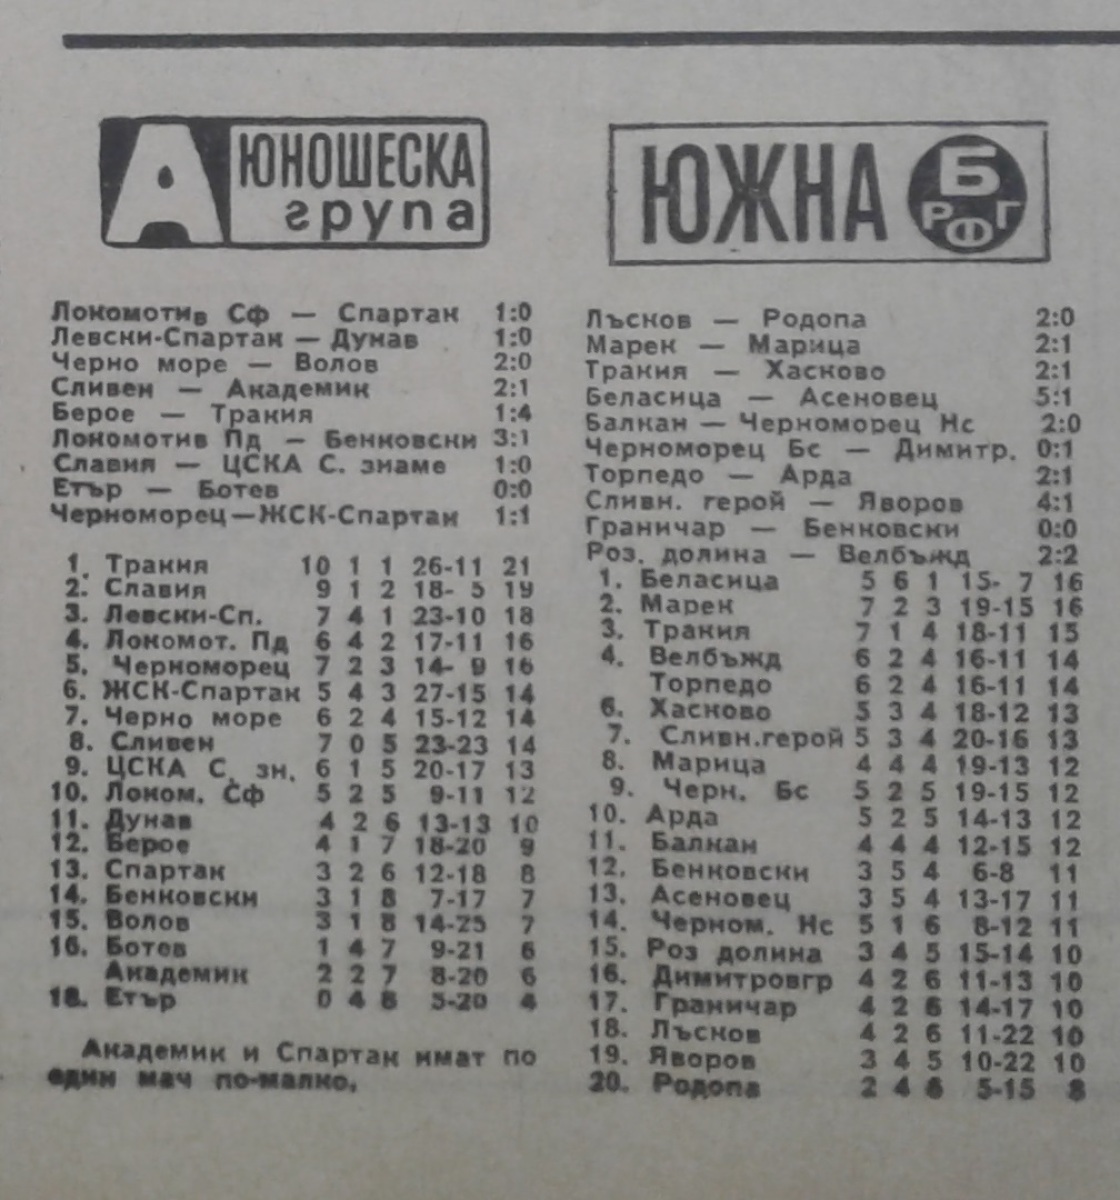 А ЮНОШЕСКА
група
Локомотив Сф — Спартак 1:0
Левски-Спартак — Дунав 1:0
Черно море — Волов 2:0
Сливен — Академик 2:1
Берое — Тракия 1:4
Локомотив Пд — Бенковски 3:1
Славия — ЦСКА С. знаме 1:0
Етър — Ботев 0:0
Черноморец—ЖСК-Спартак 1:1
1. Тракия 10 1 1 26-11 21
2. Славия 9 1 2 18- 5 19
3. Левски-Сп. 7 4 1 23-10 18
4. Локомот. Пд 6 4 2 17-11 16
5. Черноморец 7 2 3 14- 9 16
6. ЖСК-Спартак 5 4 3 27-15 14
7. Черно море 6 2 4 15-12 14
8. Сливен 7 0 5 23-23 14
9. ЦСКА С. зн. 6 1 5 20-17 13
10. Локом. Сф 5 2 5 9-11 12
11. Дунав 4 2 6 13-13 10
12. Берое 4 1 7 18-20 9
13. Спартак 3 2 6 12-18 8
14. Бенковски 3 1 8 7-17 7
15. Волов 3 1 8 14-25 7
16. Ботев 1 4 7 9-21 6
Академик 2 2 7 8-20 6
18. Етър 0 4 8 5-20 4
Академик и Спартак имат по
един мач по-малко.
ЮЖНА Б РФГ
Лъсков — Родопа 2:0
Марек — Марица 2:1
Тракия — Хасково 2:1
Беласица — Асеновец 5:1
Балкан — Черноморец Нс 2:0
Черноморец Бс — Димитр. 0:1
Торпедо — Арда 2:1
Сливн. герой — Яворов 4:1
Граничар — Бенковски 0:0
Роз. долина — Велбъжд 2:2
1. Беласица 5 6 1 15- 7 16
2. Марек 7 2 3 19-15 16
3. Тракия 7 1 4 18-11 15
4. Велбъжд 6 2 4 16-11 14
Торпедо 6 2 4 16-11 14
6. Хасково 5 3 4 18-12 13
7. Сливн.герой 5 3 4 20-16 13
8. Марица 4 4 4 19-13 12
9. Черн. Бс 5 2 5 19-15 12
10. Арда 5 2 5 14-13 12
11. Балкан 4 4 4 12-15 12
12. Бенковски 3 5 4 6-8 11
13. Асеновец 3 5 4 13-17 11
14. Черном. Нс 5 1 6 8-12 11
15. Роз долина 3 4 5 15-14 10
16. Димитровгр 4 2 6 11-13 10
17. Граничар 4 2 6 14-17 10
18. Лъсков 4 2 6 11-22 10
19. Яворов 3 4 5 10-22 10
20. Родопа 2 4 6 5-15 8